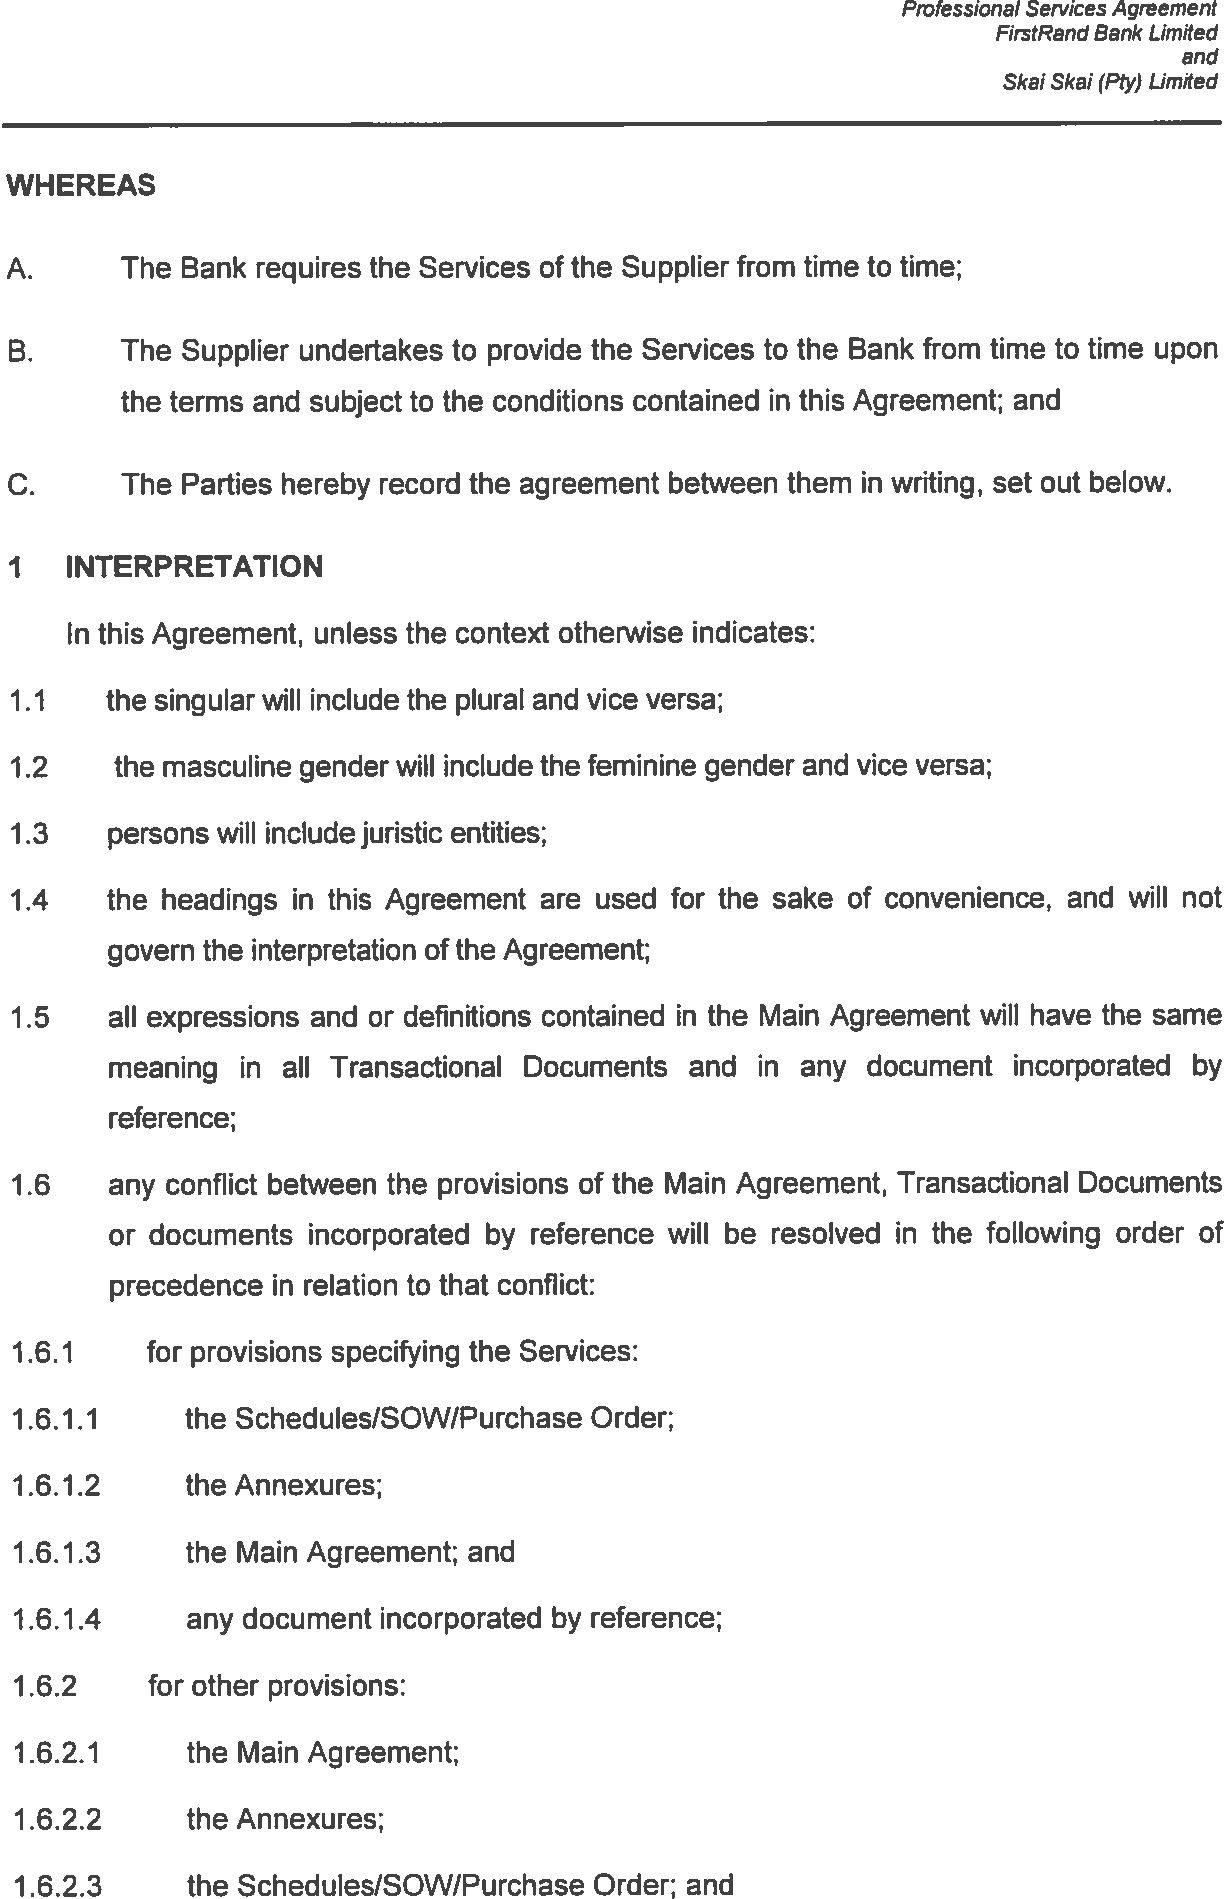 Professional Services Agreement
FirstRand Bank Limited
and
Skai Skai (Pty) Limited
WHEREAS
A. The Bank requires the Services of the Supplier from time to time;
B. The Supplier undertakes to provide the Services to the Bank from time to time upon
the terms and subject to the conditions contained in this Agreement; and
C. The Parties hereby record the agreement between them in writing, set out below.
1 INTERPRETATION
In this Agreement, unless the context otherwise indicates:
1.1 the singular will include the plural and vice versa;
1.2 the masculine gender will include the feminine gender and vice versa;
1.3 persons will include juristic entities;
1.4 the headings in this Agreement are used for the sake of convenience, and will not
govern the interpretation of the Agreement;
1.5 all expressions and or definitions contained in the Main Agreement will have the same
meaning in all Transactional Documents and in any document incorporated by
reference;
1.6 any conflict between the provisions of the Main Agreement, Transactional Documents
or documents incorporated by reference will be resolved in the following order of
precedence in relation to that conflict:
1.6.1 for provisions specifying the Services:
1.6.1.1 the Schedules/SOW/Purchase Order;
1.6.1.2 the Annexures;
1.6.1.3 the Main Agreement; and
1.6.1.4 any document incorporated by reference;
1.6.2 for other provisions:
1.6.2.1 the Main Agreement;
1.6.2.2 the Annexures;
1.6.2.3 the Schedules/SOW/Purchase Order; and